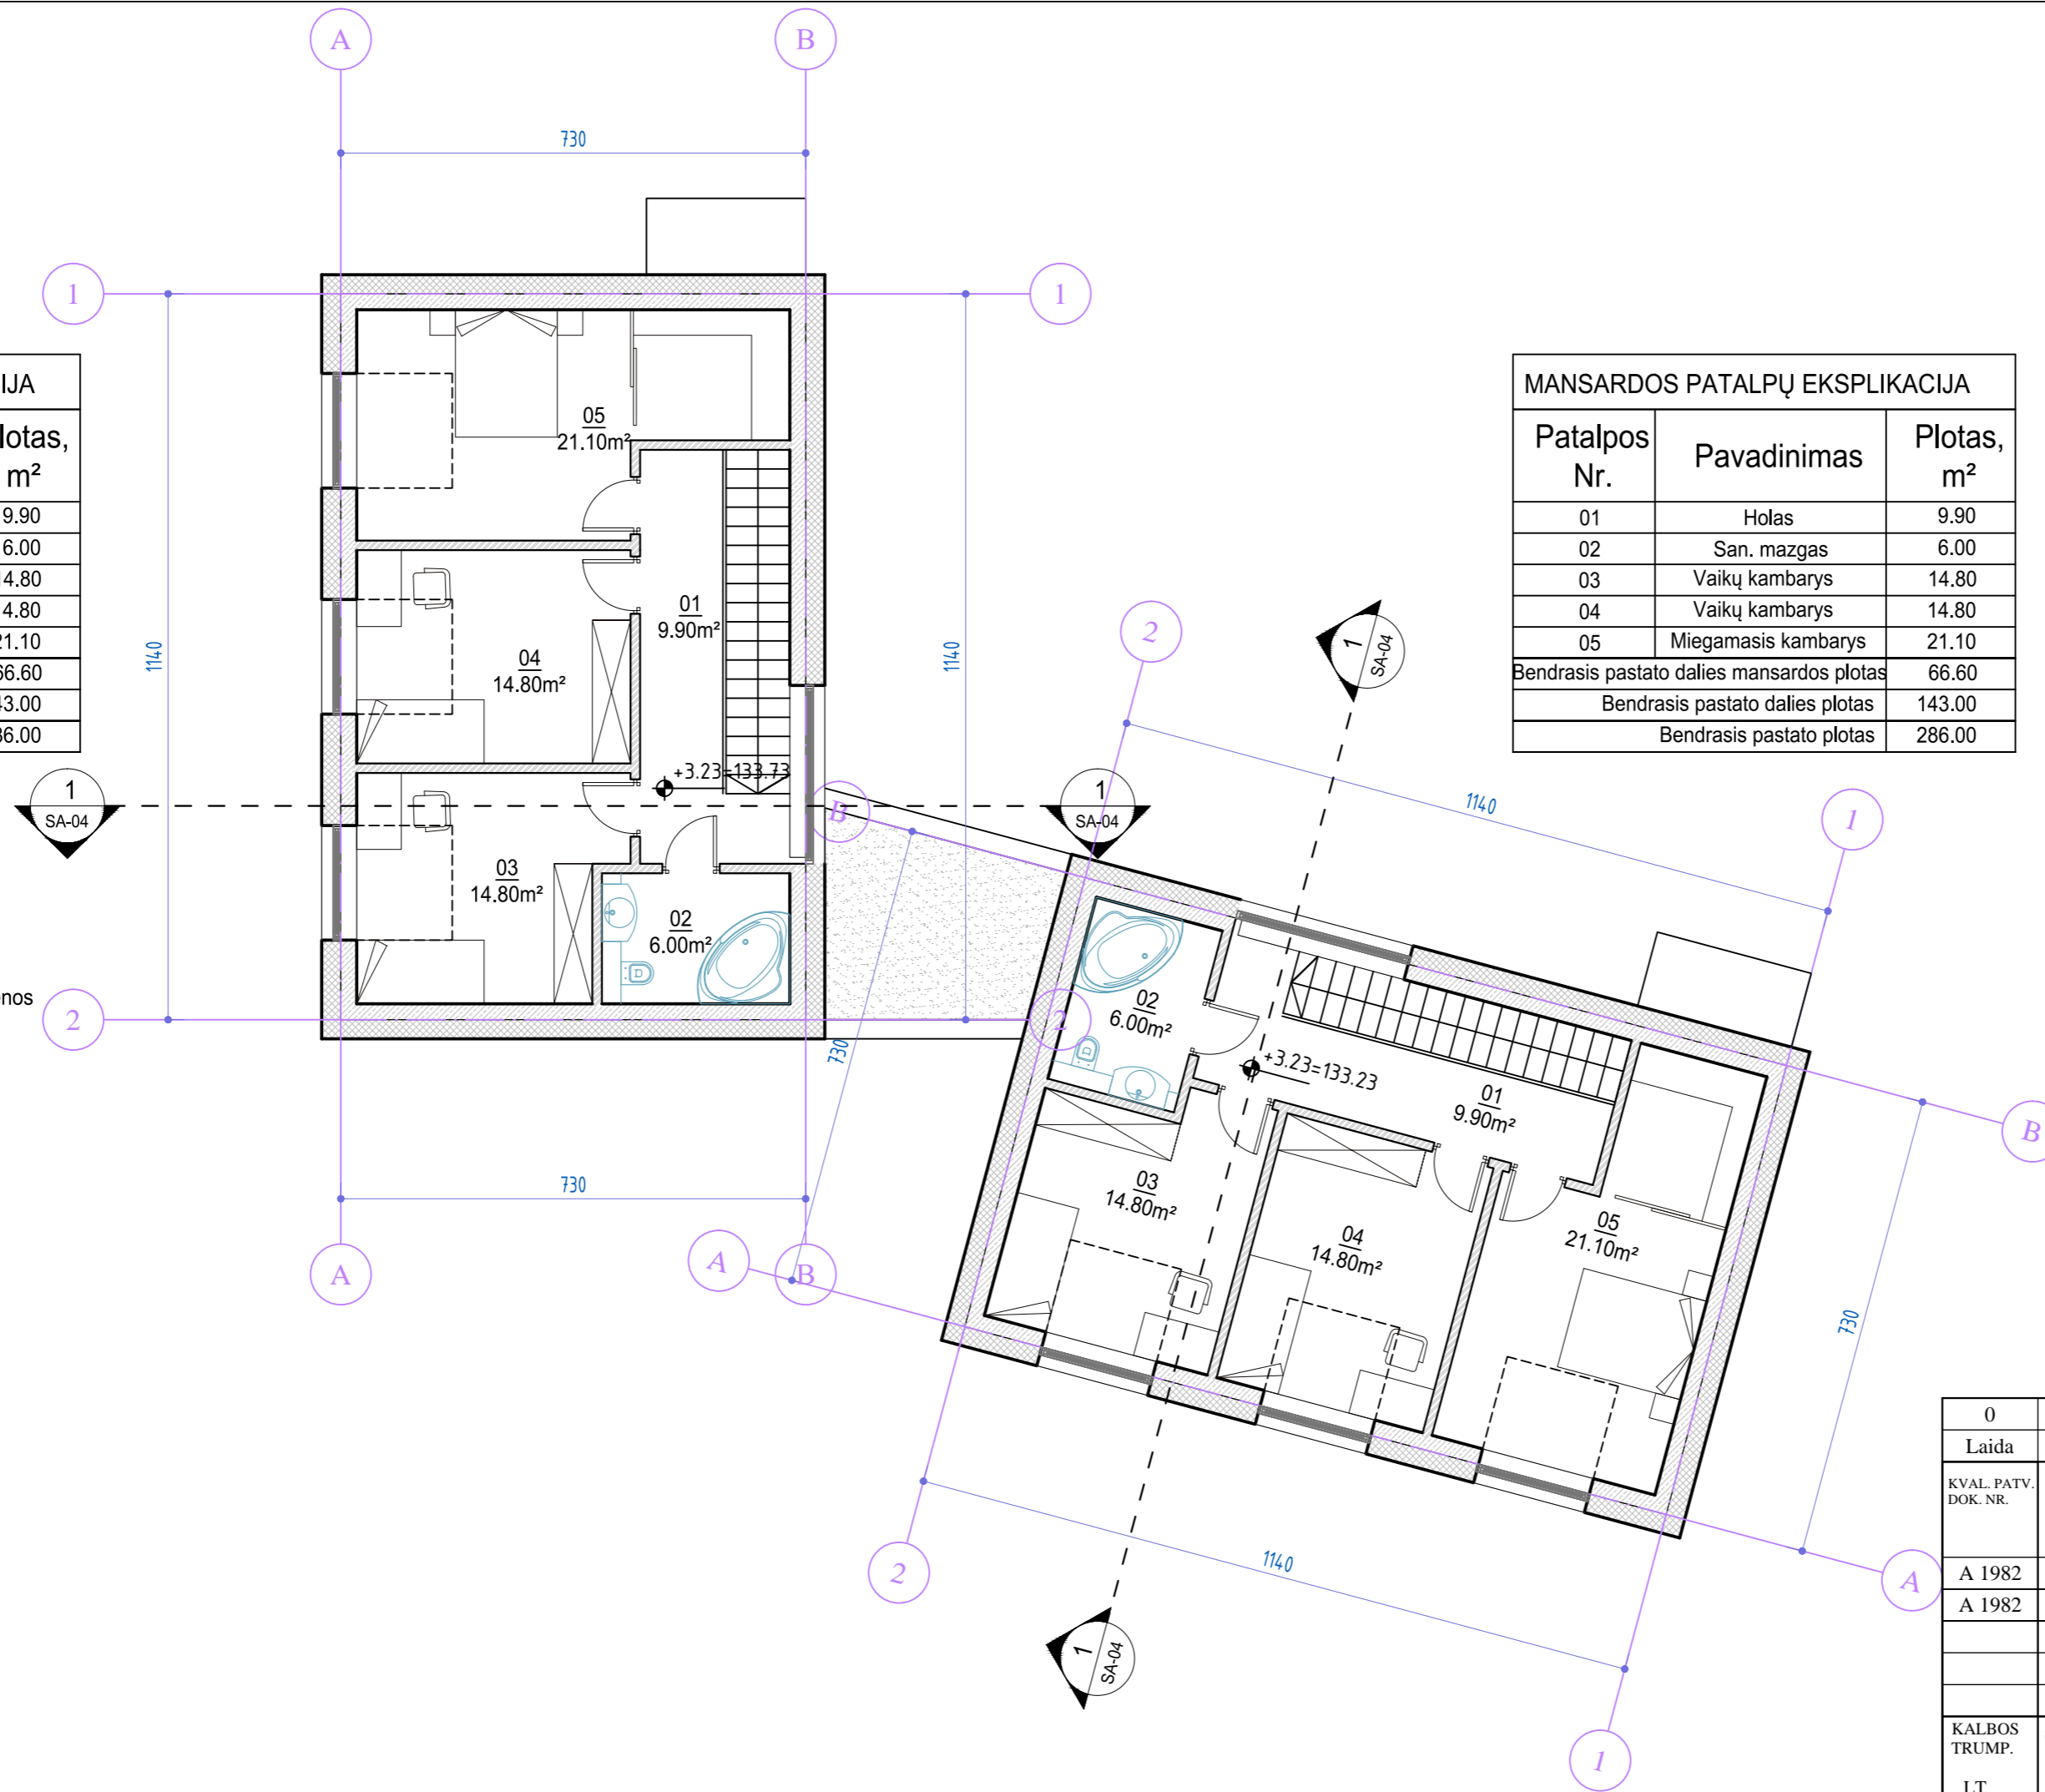 A
B
730
1
1
IJA
lotas,
m²
9.90
6.00
4.80
4.80
21.10
66.60
43.00
86.00
1140
1140
05
21.10m²
04
14.80m²
01
9.90m²
+3.23=133.73
03
14.80m²
02
6.00m²
1
SA-04
1
SA-04
enos
2
2
730
A
B
MANSARDOS PATALPŲ EKSPLIKACIJA
Patalpos Nr.
Pavadinimas
Plotas, m²
01 Holas 9.90
02 San. mazgas 6.00
03 Vaikų kambarys 14.80
04 Vaikų kambarys 14.80
05 Miegamasis kambarys 21.10
Bendrasis pastato dalies mansardos plotas 66.60
Bendrasis pastato dalies plotas 143.00
Bendrasis pastato plotas 286.00
2
1
SA-04
1140
1
B
730
02
6.00m²
+3.23=133.23
01
9.90m²
03
14.80m²
04
14.80m²
05
21.10m²
B
730
A
A
2
1140
1
SA-04
1
0
Laida
KVAL. PATV.
DOK. NR.
A 1982
A 1982
KALBOS
TRUMP.
LT